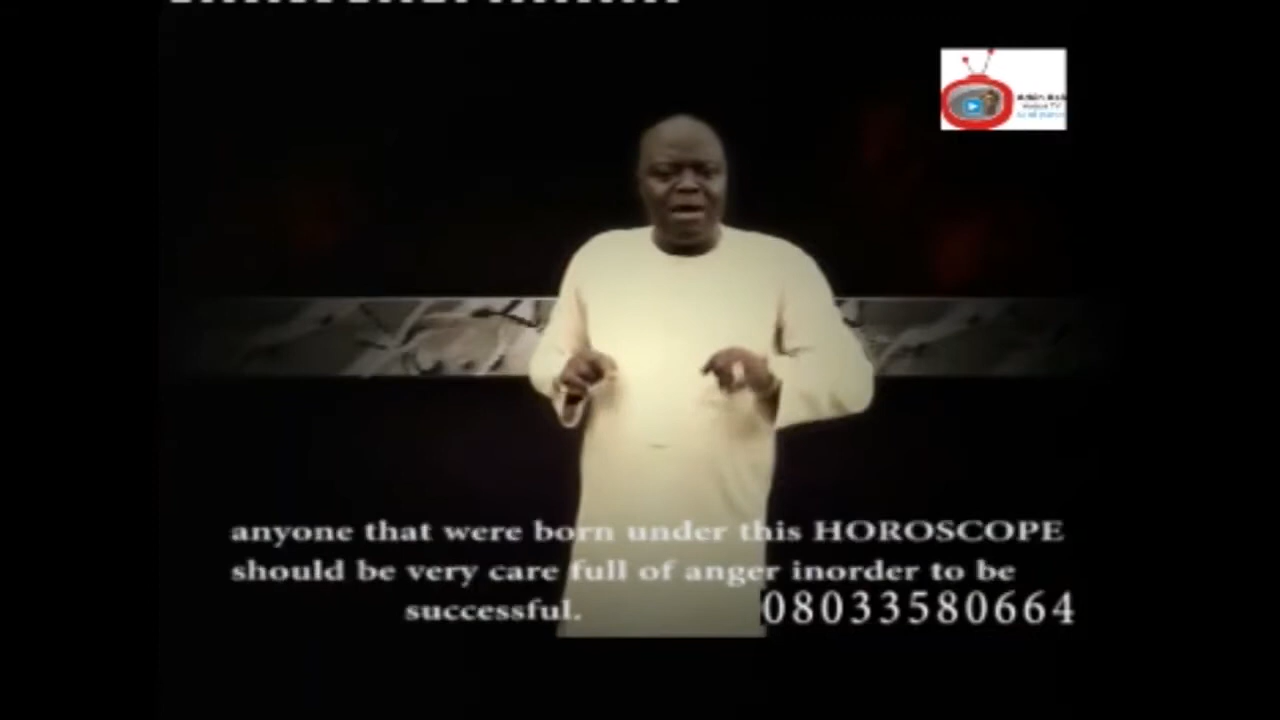 anyone that were born under this HOROSCOPE
should be very care full of anger inorder to be
successful.
08033580664